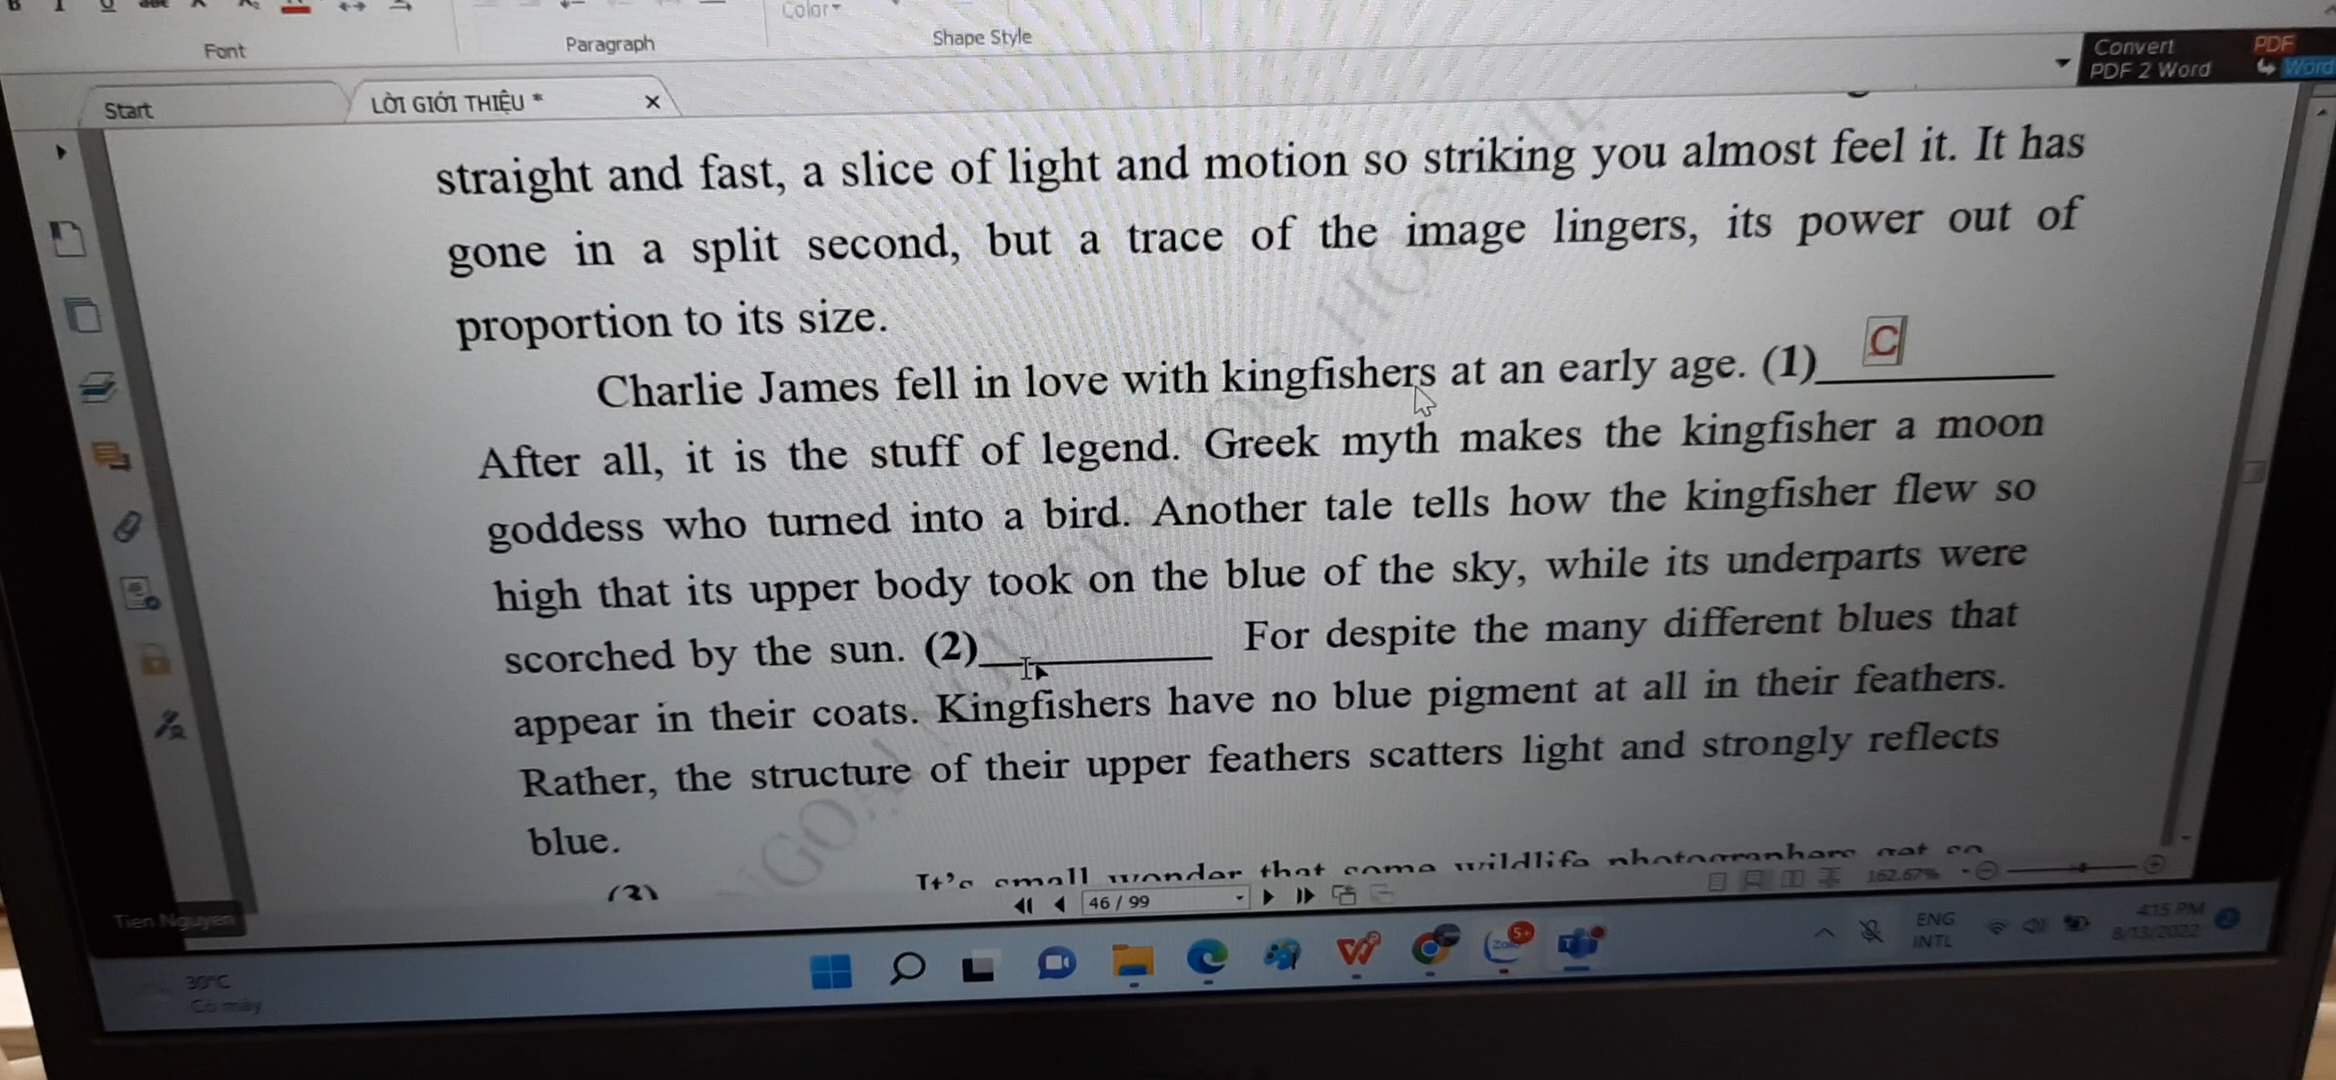 Font
Paragraph
Color
Shape Style
Convert PDF
PDF 2 Word Word
Start
LỜI GIỚI THIỆU *
straight and fast, a slice of light and motion so striking you almost feel it. It has
gone in a split second, but a trace of the image lingers, its power out of
proportion to its size.
Charlie James fell in love with kingfishers at an early age. (1)__________ C
After all, it is the stuff of legend. Greek myth makes the kingfisher a moon
goddess who turned into a bird. Another tale tells how the kingfisher flew so
high that its upper body took on the blue of the sky, while its underparts were
scorched by the sun. (2)__________ For despite the many different blues that
appear in their coats. Kingfishers have no blue pigment at all in their feathers.
Rather, the structure of their upper feathers scatters light and strongly reflects
blue.
(3) It's small wonder that some wildlife photographers get so
46 / 99
162.67%
Tien Nguyen
30°C
Có mây
Zalo
5+
ENG
INTL
4:15 PM
8/13/2022
2